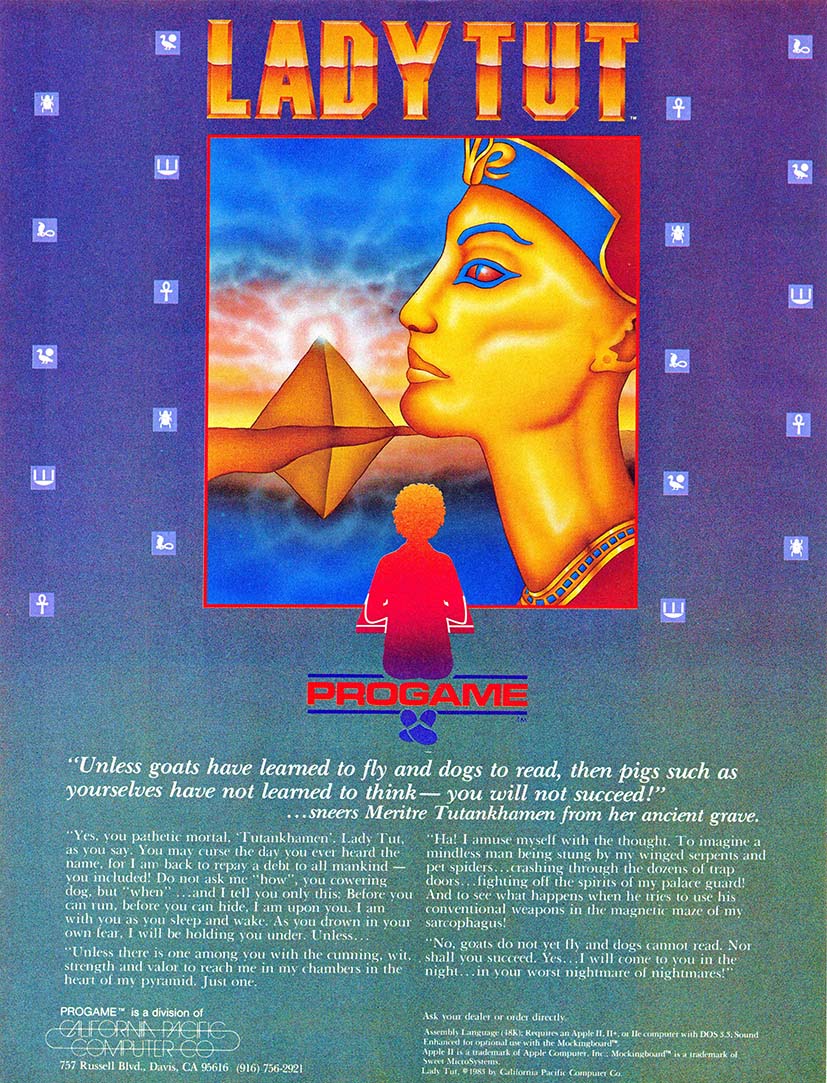 LADY TUT
™
PROGAME
TM
“Unless goats have learned to fly and dogs to read, then pigs such as
yourselves have not learned to think — you will not succeed!”
...sneers Meritre Tutankhamen from her ancient grave.
“Yes, you pathetic mortal, ‘Tutankhamen’. Lady Tut,
as you say. You may curse the day you ever heard the
name, for I am back to repay a debt to all mankind —
you included! Do not ask me “how”, you cowering
dog, but “when” ...and I tell you only this: Before you
can run, before you can hide, I am upon you. I am
with you as you sleep and wake. As you drown in your
own fear, I will be holding you under. Unless...
“Unless there is one among you with the cunning, wit,
strength and valor to reach me in my chambers in the
heart of my pyramid. Just one.
“Ha! I amuse myself with the thought. To imagine a
mindless man being stung by my winged serpents and
pet spiders...crashing through the dozens of trap
doors...fighting off the spirits of my palace guard!
And to see what happens when he tries to use his
conventional weapons in the magnetic maze of my
sarcophagus!
“No, goats do not yet fly and dogs cannot read. Nor
shall you succeed. Yes...I will come to you in the
night...in your worst nightmare of nightmares!”
PROGAME™ is a division of
CALIFORNIA PACIFIC
COMPUTER CO
757 Russell Blvd., Davis, CA 95616 (916) 756-2921
Ask your dealer or order directly.
Assembly Language (48K); Requires an Apple II, II+, or IIe computer with DOS 3.3; Sound
Enhanced for optional use with the Mockingboard™.
Apple II is a trademark of Apple Computer, Inc.; Mockingboard™ is a trademark of
Sweet MicroSystems.
Lady Tut, ©1983 by California Pacific Computer Co.